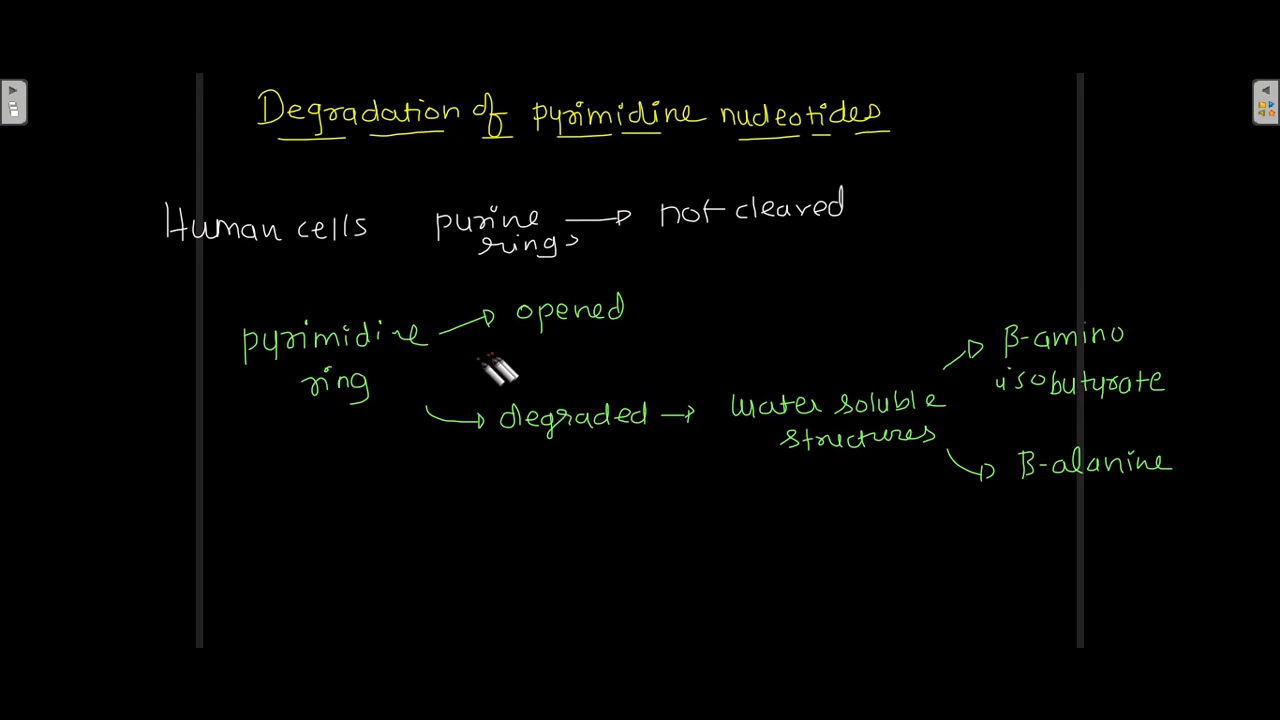 Degradation of pyrimidine nucleotides
Human cells purine → not cleaved
rings
pyrimidine → opened
ring
→ degraded → water soluble
structures
→ β-amino
isobutyrate
→ β-alanine